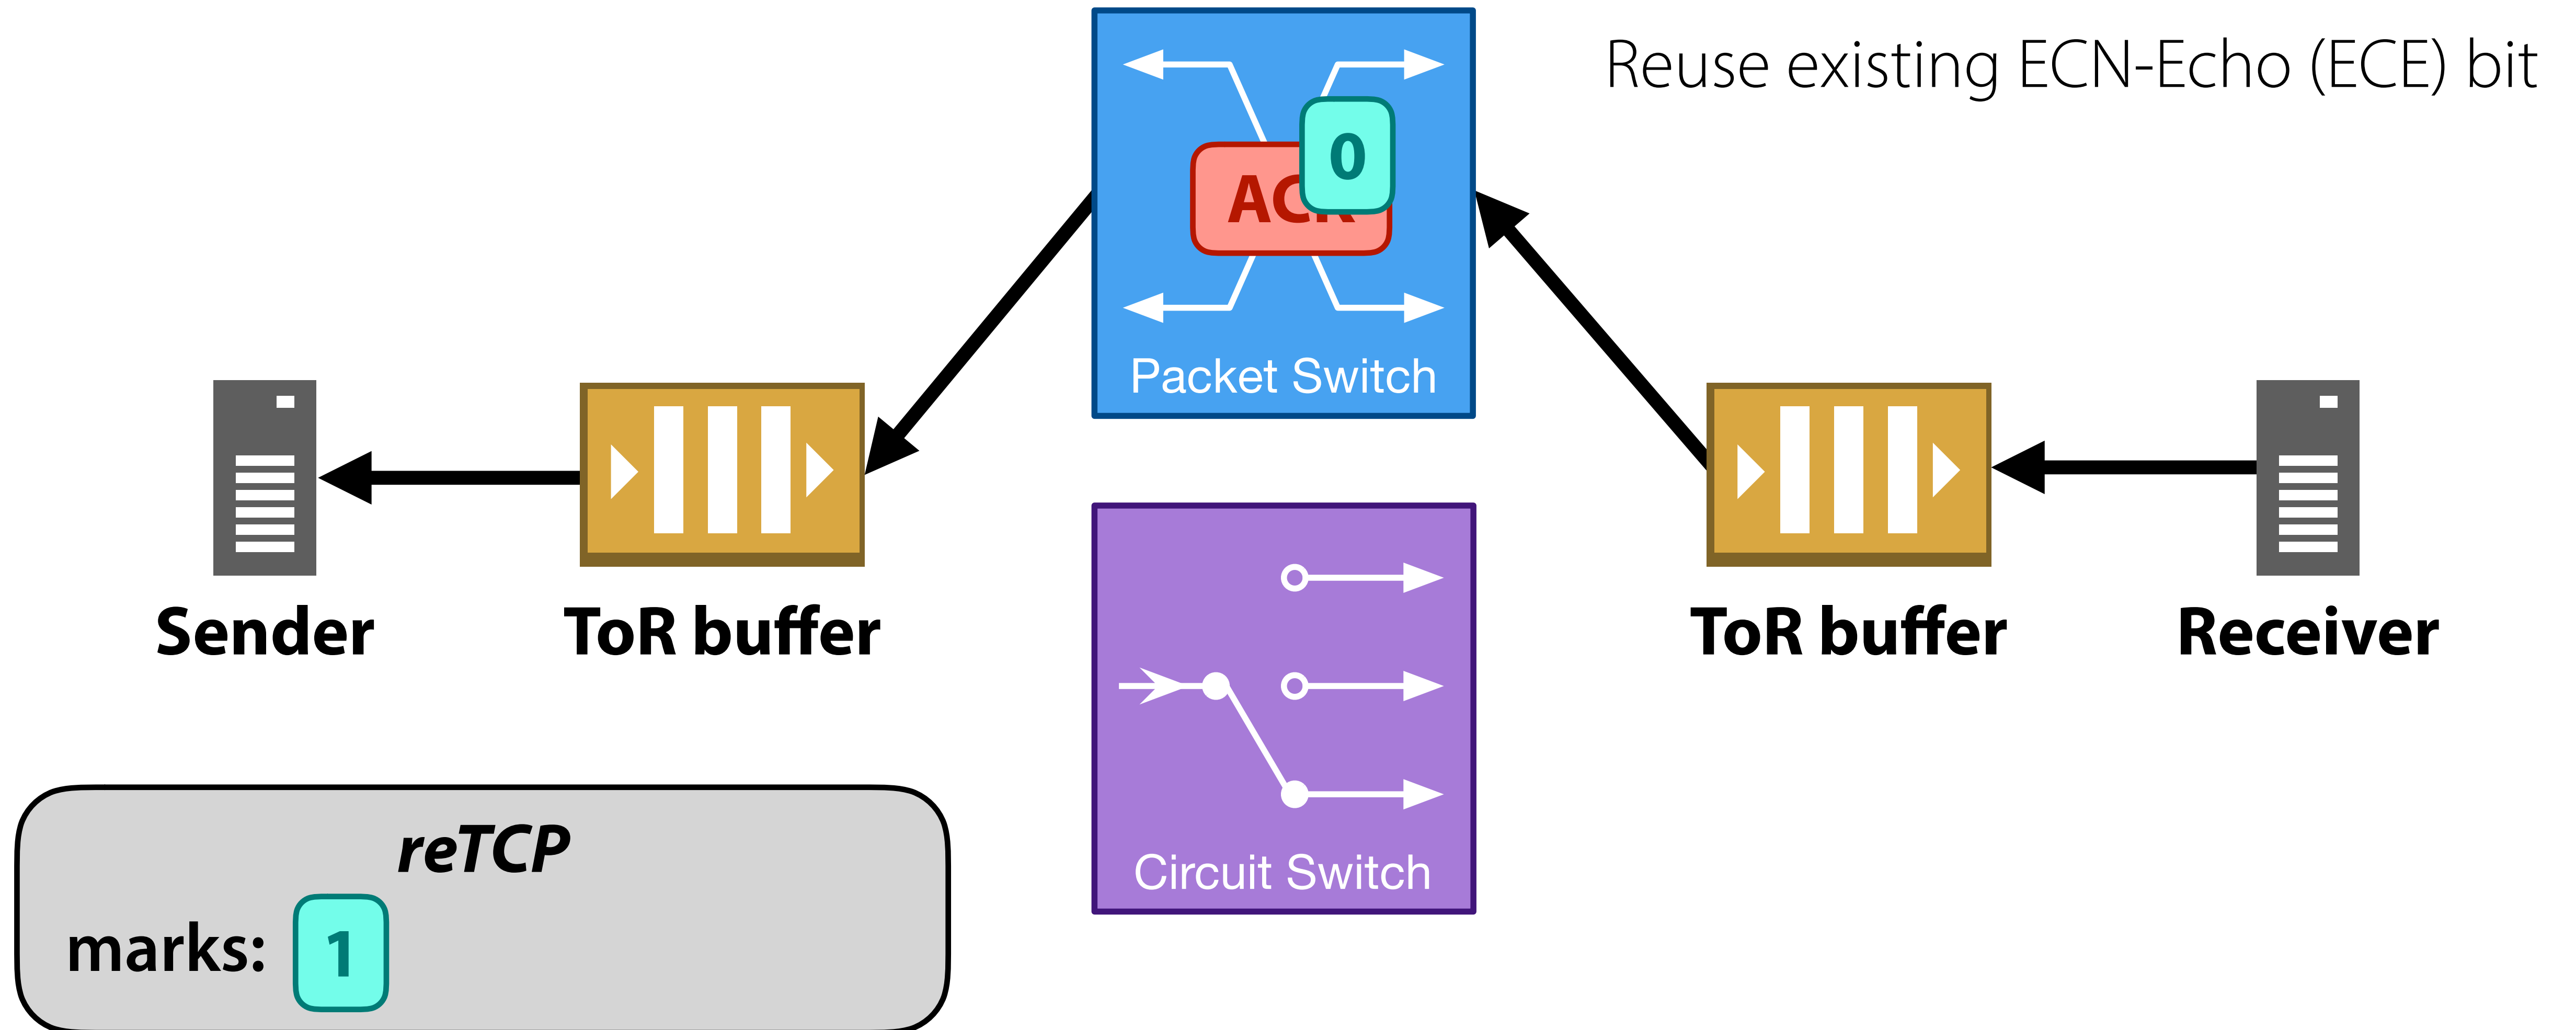 Reuse existing ECN-Echo (ECE) bit
0
ACK
Packet Switch
Sender
ToR buffer
ToR buffer
Receiver
Circuit Switch
reTCP
marks: 1